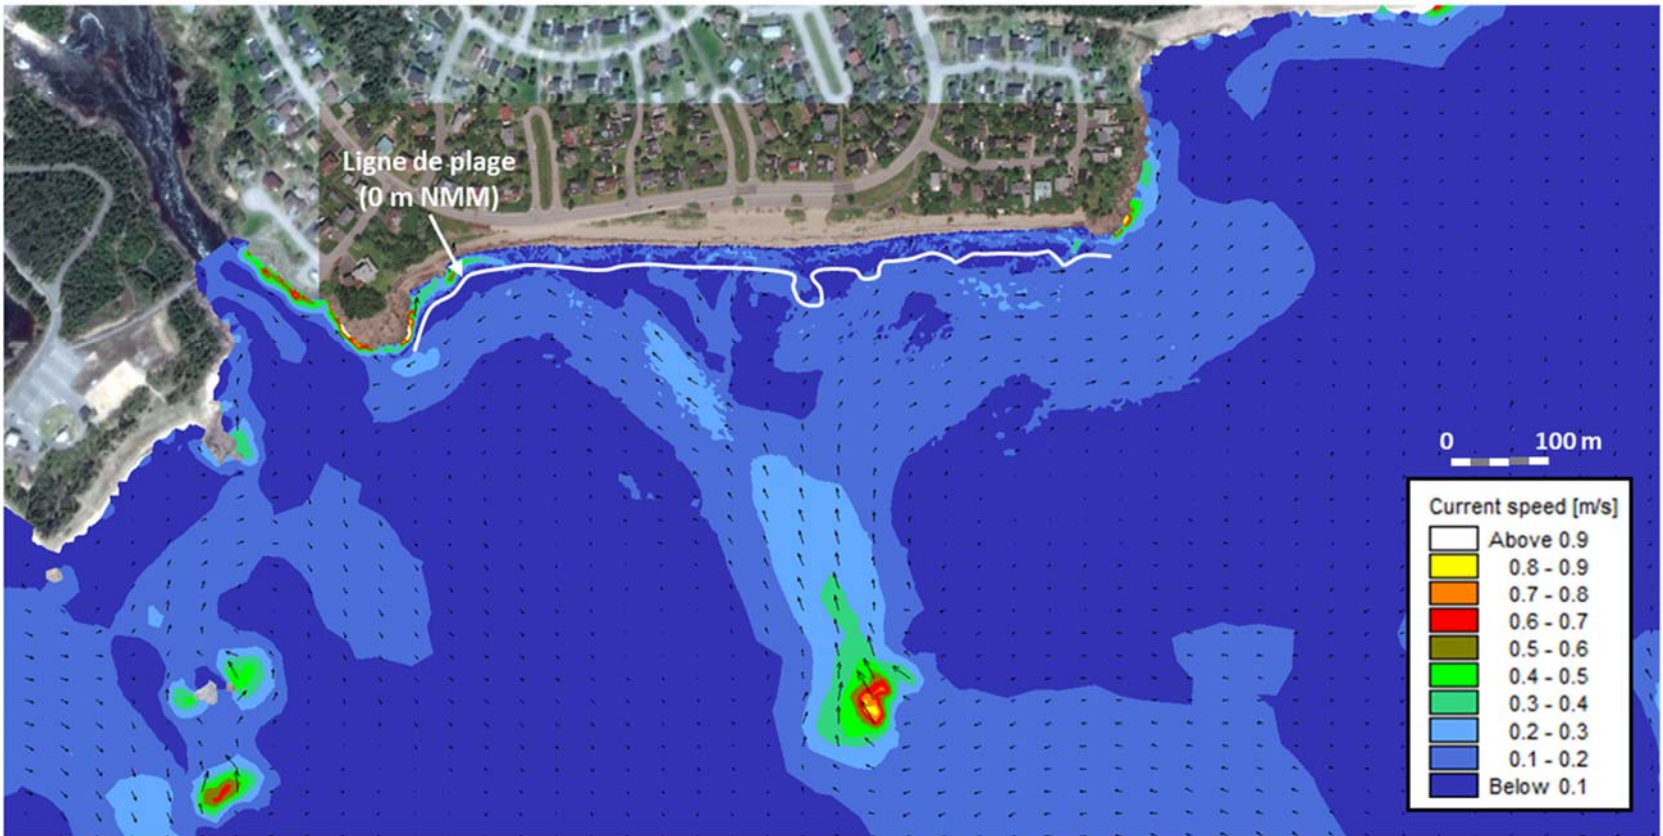 Ligne de plage
(0 m NMM)
0 100 m
Current speed [m/s]
Above 0.9
0.8 - 0.9
0.7 - 0.8
0.6 - 0.7
0.5 - 0.6
0.4 - 0.5
0.3 - 0.4
0.2 - 0.3
0.1 - 0.2
Below 0.1